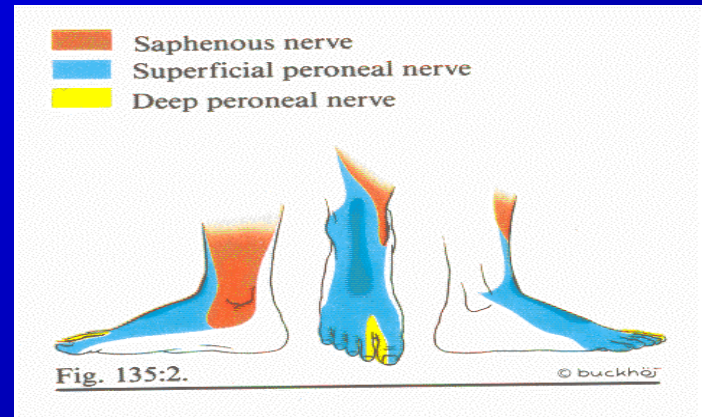 Saphenous nerve
Superficial peroneal nerve
Deep peroneal nerve
Fig. 135:2.
© buckhöj